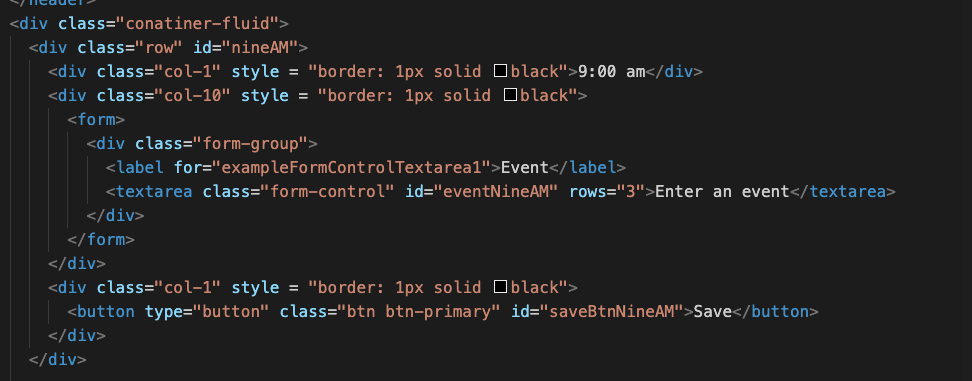 </header>
<div class="conatiner-fluid">
<div class="row" id="nineAM">
<div class="col-1" style = "border: 1px solid black">9:00 am</div>
<div class="col-10" style = "border: 1px solid black">
<form>
<div class="form-group">
<label for="exampleFormControlTextarea1">Event</label>
<textarea class="form-control" id="eventNineAM" rows="3">Enter an event</textarea>
</div>
</form>
</div>
<div class="col-1" style = "border: 1px solid black">
<button type="button" class="btn btn-primary" id="saveBtnNineAM">Save</button>
</div>
</div>